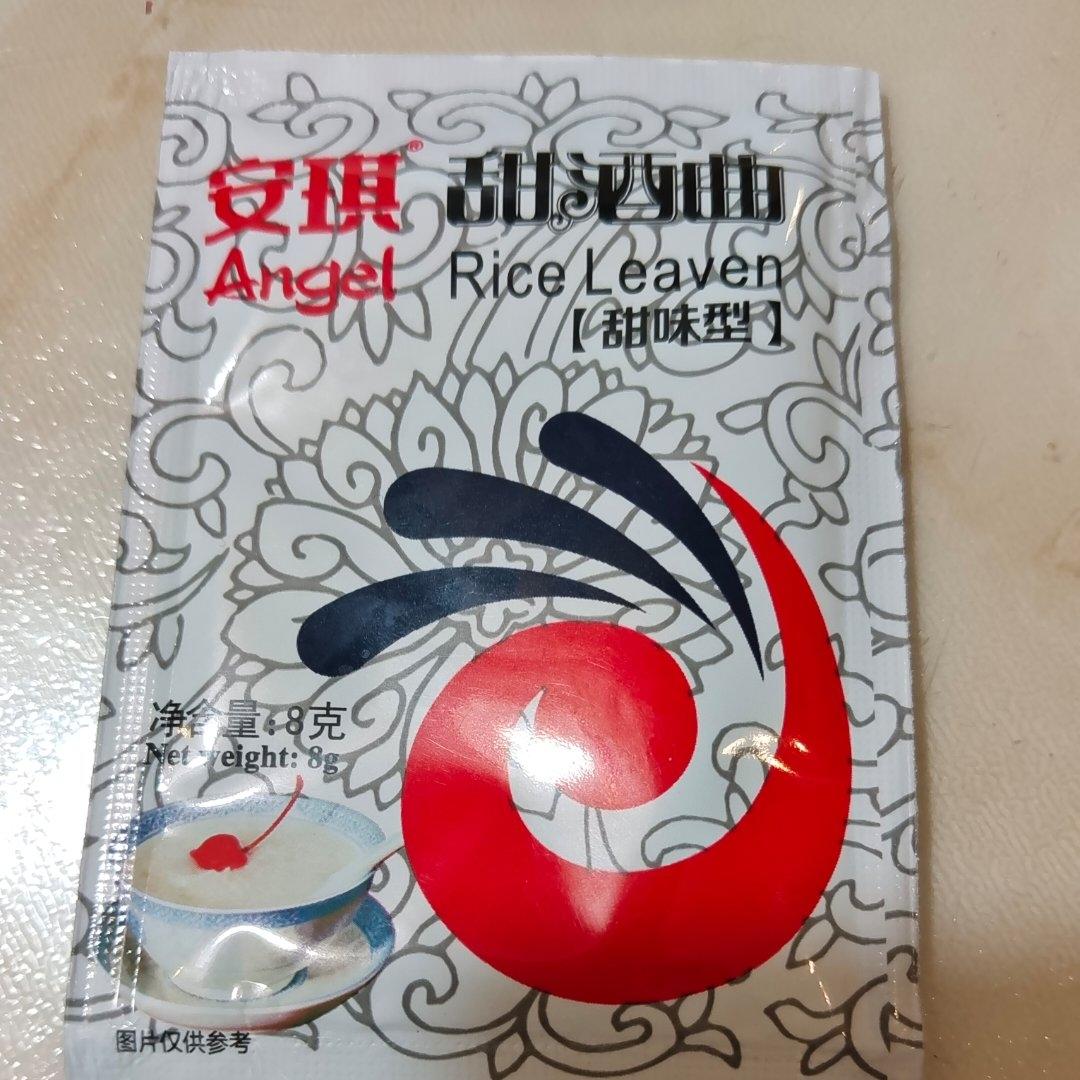 安琪® 甜酒曲
Angel Rice Leaven
【甜味型】
净含量:8克
Net weight: 8g
图片仅供参考